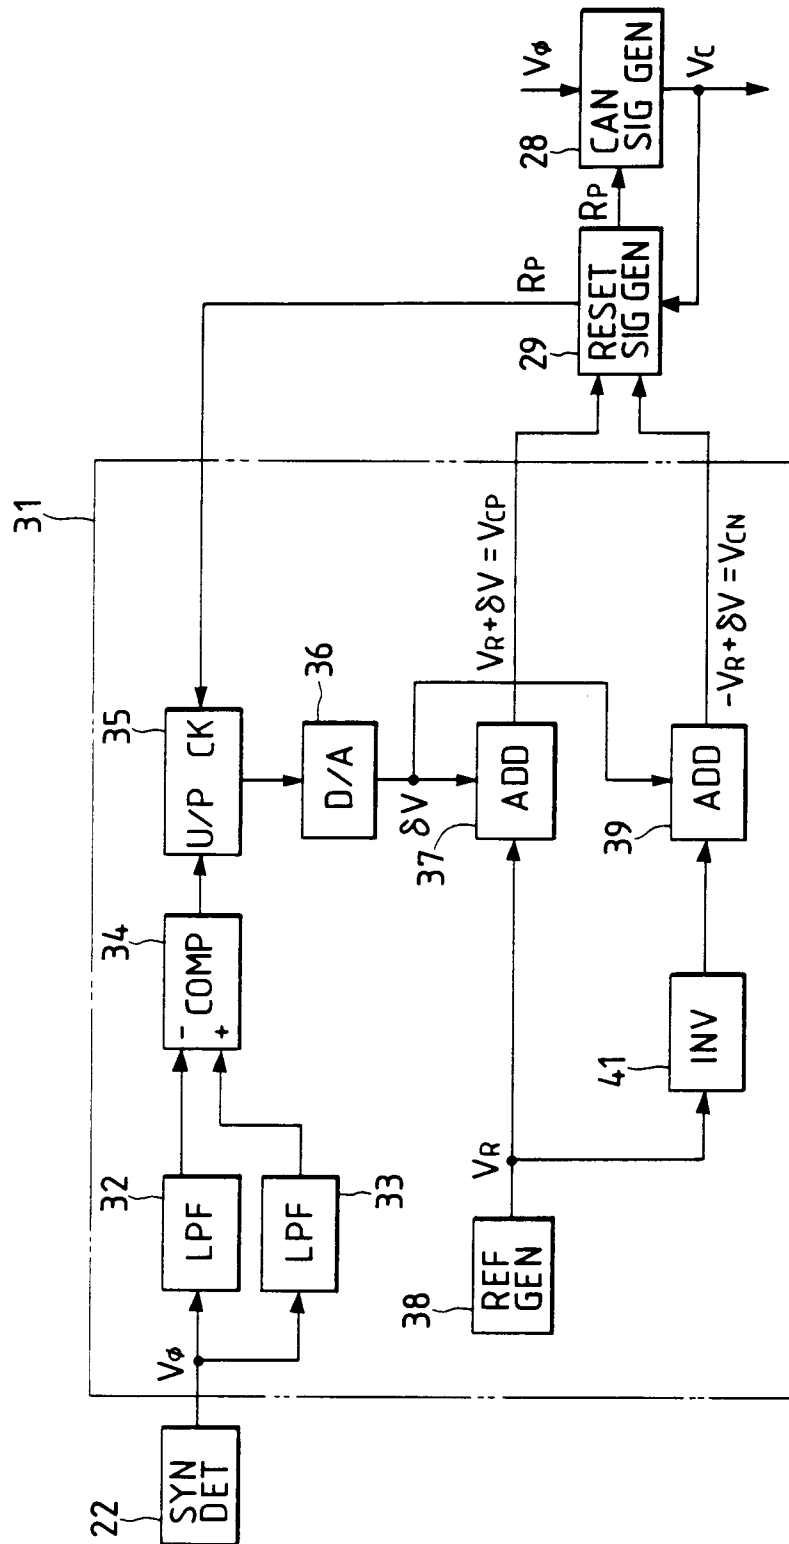 31
22
SYN
DET
Vφ
32
LPF
33
LPF
34
-
+
COMP
35
U/P CK
36
D/A
δV
37
ADD
38
REF
GEN
VR
41
INV
39
ADD
VR+δV=VCP
-VR+δV=VCN
RP
29
RESET
SIG GEN
RP
28
CAN
SIG GEN
Vφ
VC